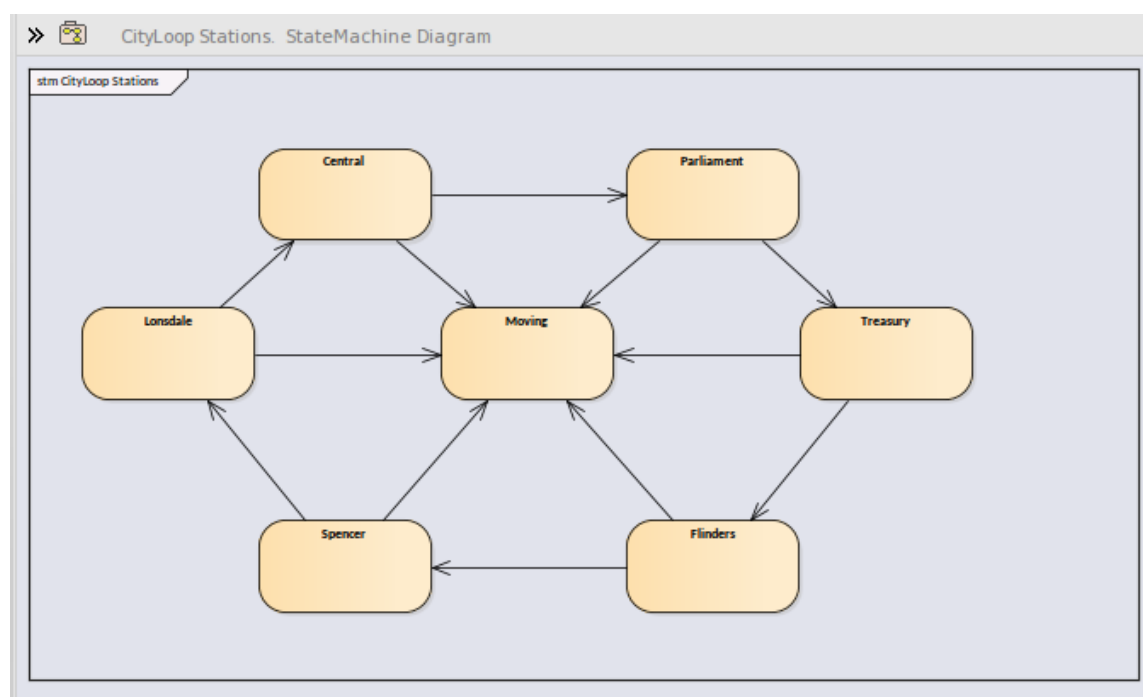 CityLoop Stations. StateMachine Diagram
stm CityLoop Stations
Central
Parliament
Lonsdale
Moving
Treasury
Spencer
Flinders